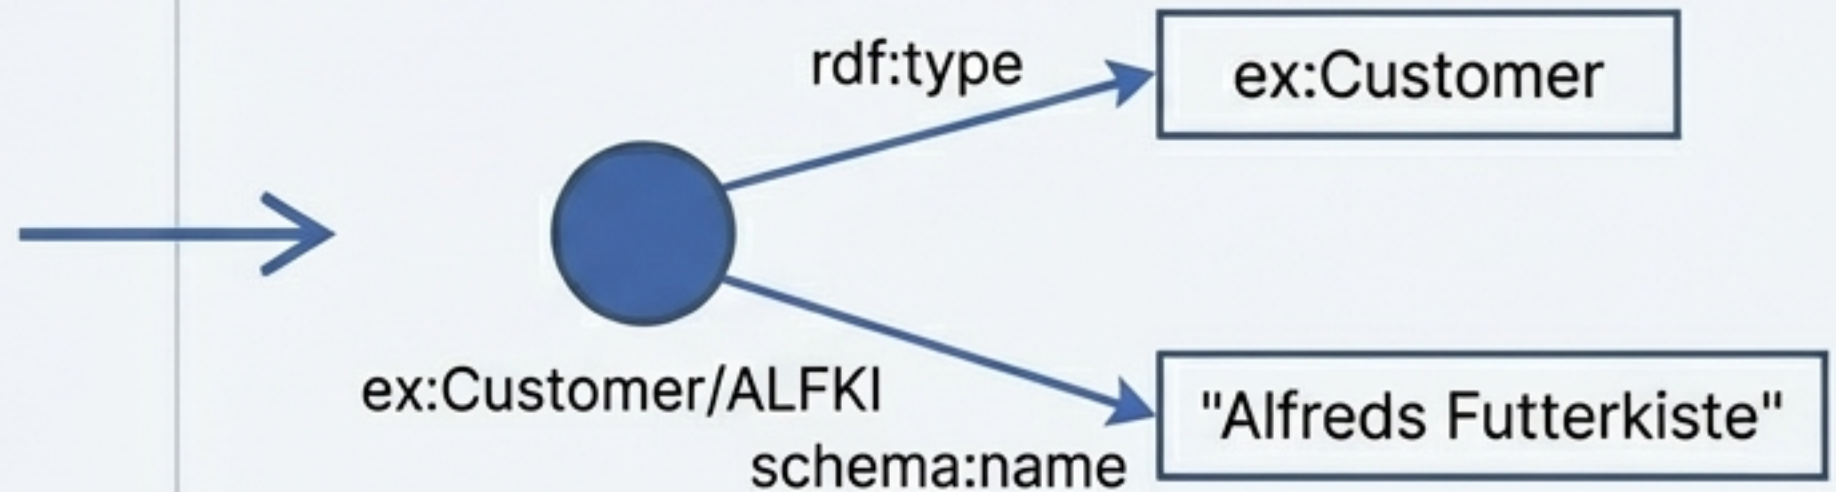 rdf:type
ex:Customer
ex:Customer/ALFKI
"Alfreds Futterkiste"
schema:name